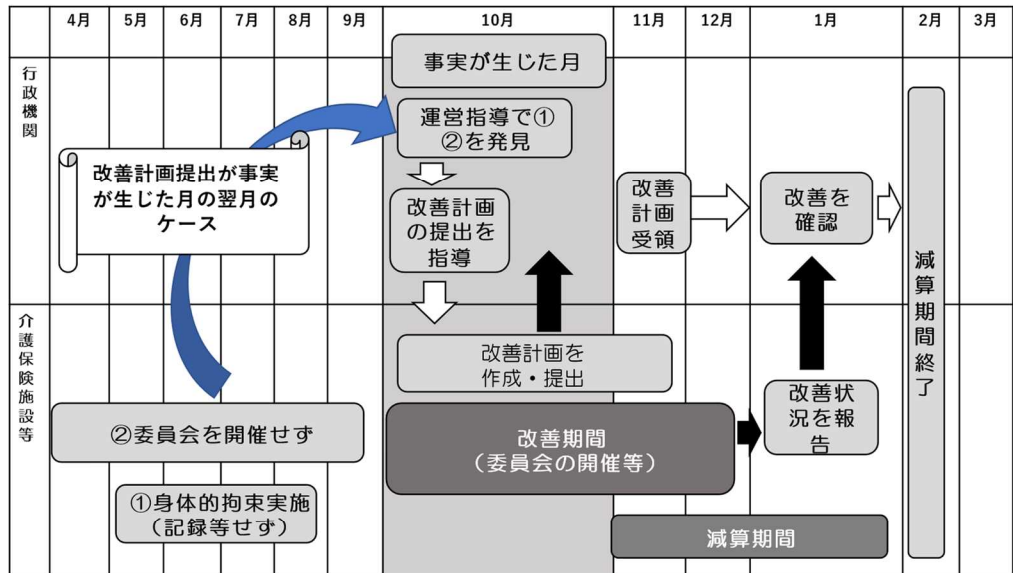 4月 5月 6月 7月 8月 9月 10月 11月 12月 1月 2月 3月
行政機関
事実が生じた月
運営指導で①
②を発見
改善計画提出が事実
が生じた月の翌月の
ケース
改善計画
の提出を
指導
改善
計画
受領
改善を
確認
減算期間終了
介護保険施設等
改善計画を
作成・提出
②委員会を開催せず
改善期間
（委員会の開催等）
改善状
況を報
告
①身体的拘束実施
（記録等せず）
減算期間